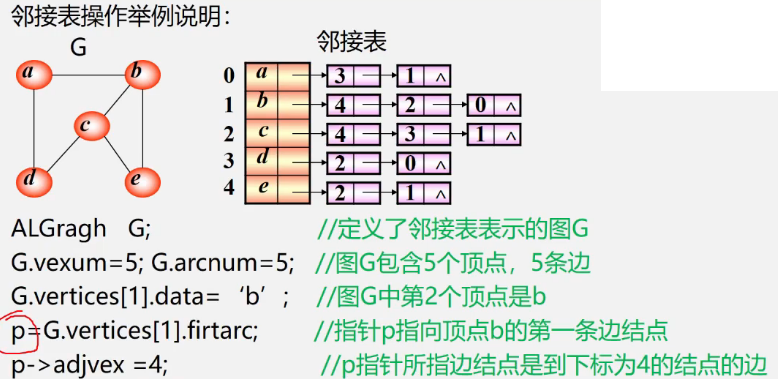 邻接表操作举例说明：
G
邻接表
a b c d e
0 a 3 1 ∧
1 b 4 2 0 ∧
2 c 4 3 1 ∧
3 d 2 0 ∧
4 e 2 1 ∧
ALGragh G; //定义了邻接表表示的图G
G.vexum=5; G.arcnum=5; //图G包含5个顶点，5条边
G.vertices[1].data= ‘b’; //图G中第2个顶点是b
p=G.vertices[1].firtarc; //指针p指向顶点b的第一条边结点
p->adjvex =4; //p指针所指边结点是到下标为4的结点的边